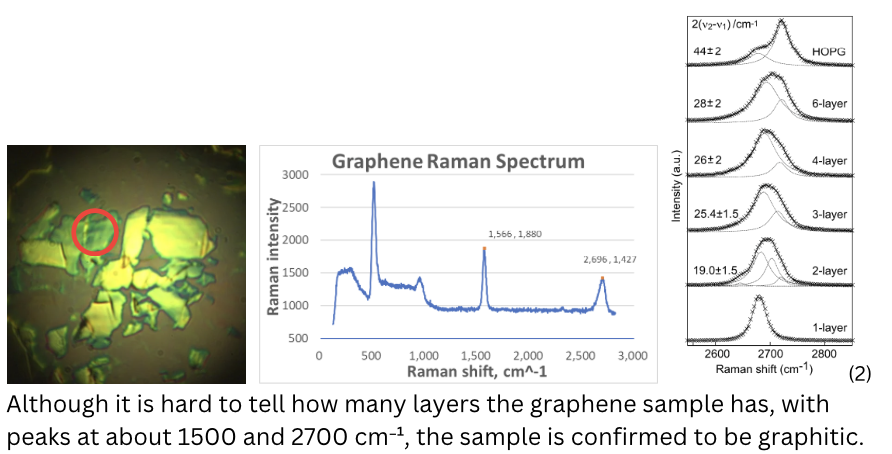 Graphene Raman Spectrum
Raman intensity
3000
2500
2000
1500
1000
500
1,566 , 1,880
2,696 , 1,427
0
500
1,000
1,500
2,000
2,500
3,000
Raman shift, cm^-1
2(ν₂-ν₁) /cm⁻¹
44±2
HOPG
28±2
6-layer
26±2
4-layer
25.4±1.5
3-layer
19.0±1.5
2-layer
1-layer
Intensity (a.u.)
2600
2700
2800
Raman shift (cm⁻¹)
(2)
Although it is hard to tell how many layers the graphene sample has, with
peaks at about 1500 and 2700 cm⁻¹, the sample is confirmed to be graphitic.